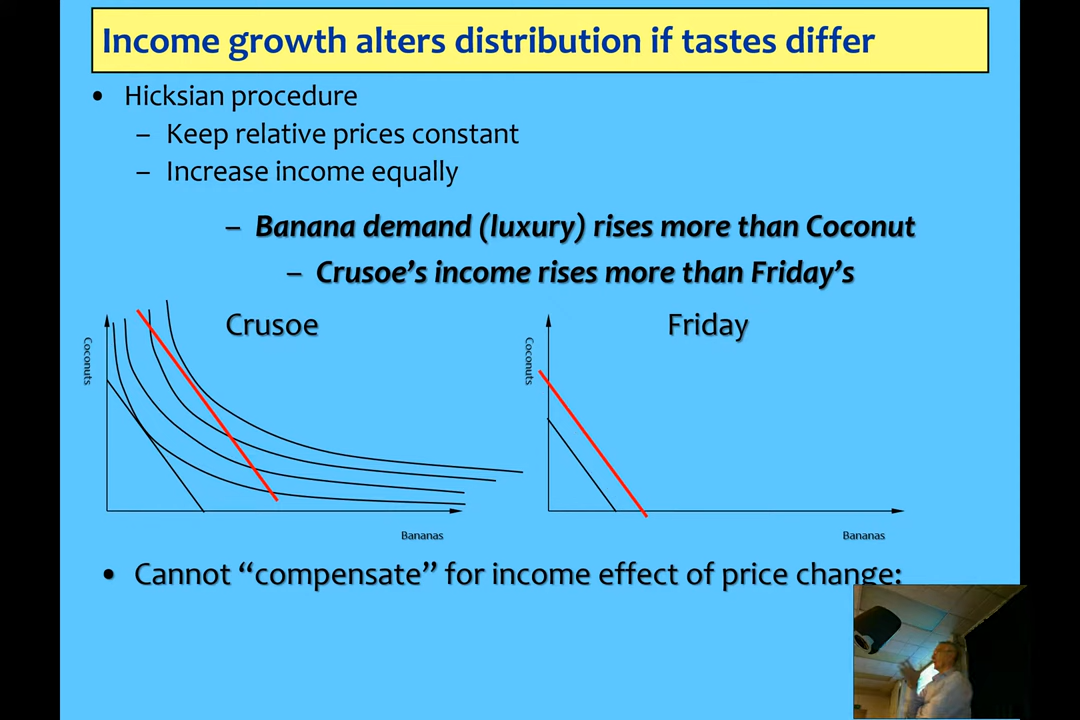 Income growth alters distribution if tastes differ
• Hicksian procedure
– Keep relative prices constant
– Increase income equally
– Banana demand (luxury) rises more than Coconut
– Crusoe’s income rises more than Friday’s
Crusoe
Friday
Coconuts
Coconuts
Bananas
Bananas
• Cannot “compensate” for income effect of price change: